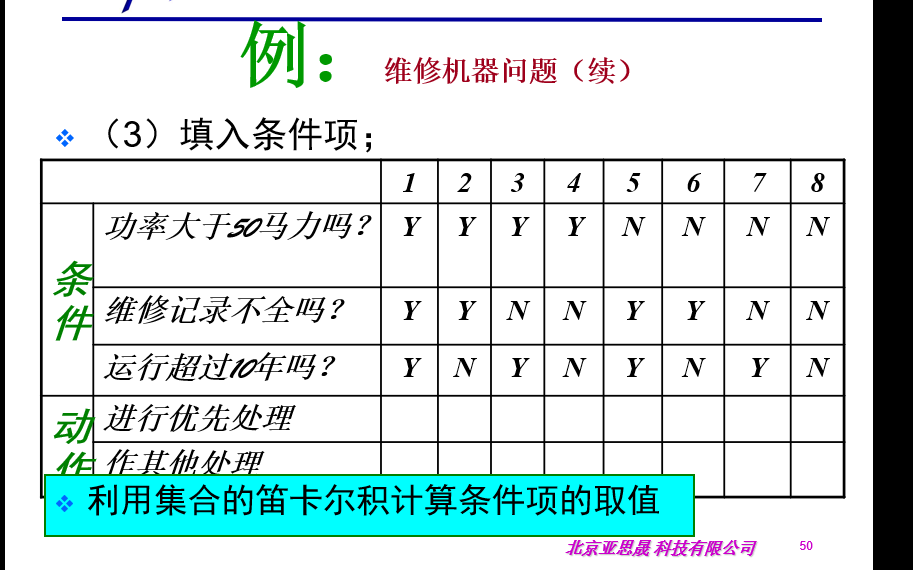 例： 维修机器问题（续）
（3）填入条件项；
1 2 3 4 5 6 7 8
条件
功率大于50马力吗？ Y Y Y Y N N N N
维修记录不全吗？ Y Y N N Y Y N N
运行超过10年吗？ Y N Y N Y N Y N
动作
进行优先处理
作其他处理
利用集合的笛卡尔积计算条件项的取值
北京亚思晟科技有限公司 50